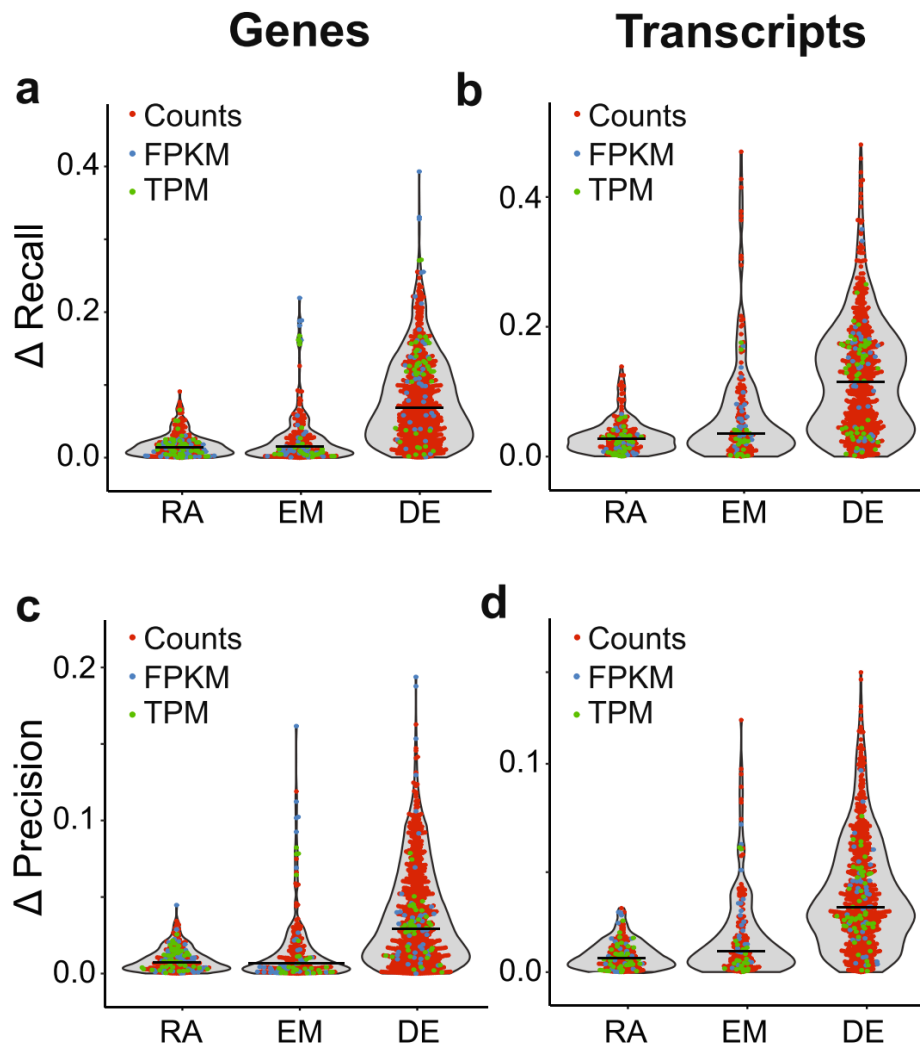 Genes
Transcripts
a
Counts
FPKM
TPM
0.4
0.2
0.0
Δ Recall
RA EM DE
b
Counts
FPKM
TPM
0.4
0.2
0.0
RA EM DE
c
Counts
FPKM
TPM
0.2
0.1
0.0
Δ Precision
RA EM DE
d
Counts
FPKM
TPM
0.1
0.0
RA EM DE